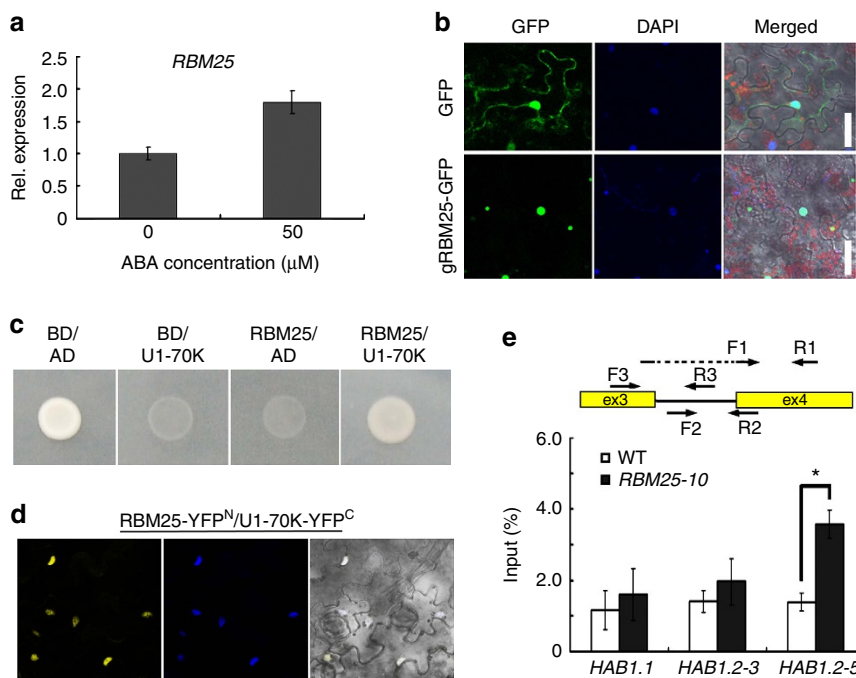 a
RBM25
2.5
2.0
1.5
1.0
0.5
0
Rel. expression
0
50
ABA concentration (μM)
b
GFP
DAPI
Merged
GFP
gRBM25-GFP
c
BD/
AD
BD/
U1-70K
RBM25/
AD
RBM25/
U1-70K
d
RBM25-YFPᴺ/U1-70K-YFPᶜ
e
F1
R1
F3
R3
ex3
ex4
F2
R2
6.0
4.0
2.0
0
Input (%)
WT
RBM25-10
*
HAB1.1
HAB1.2-3
HAB1.2-5